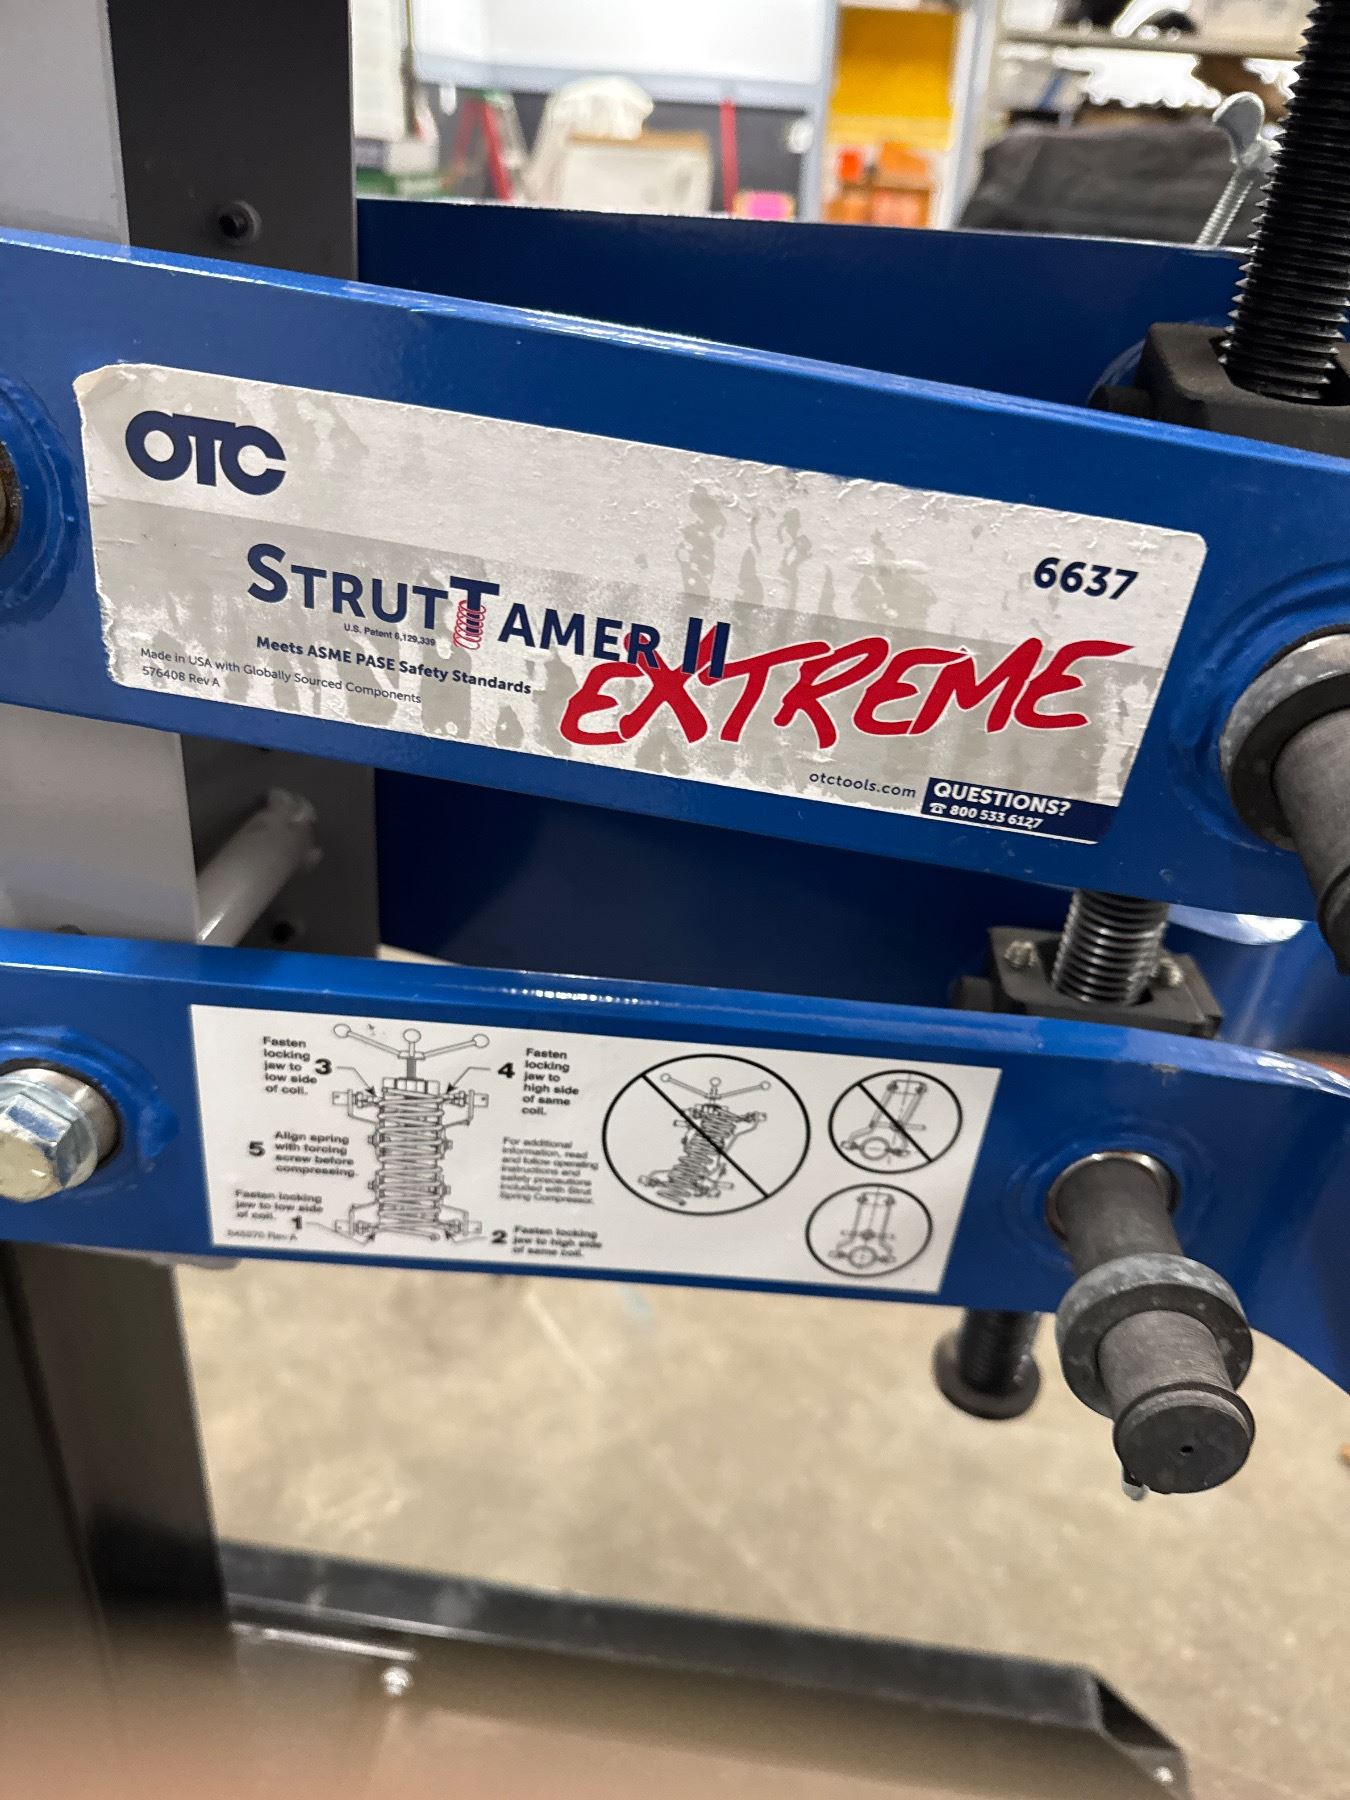 OTC
6637
STRUTTAMER II
U.S. Patent 6,129,339
EXTREME
Meets ASME PASE Safety Standards
Made in USA with Globally Sourced Components
576408 Rev A
otctools.com
QUESTIONS?
☎ 800 533 6127
Fasten
locking
jaw to
low side
of coil.
3
4
Fasten
locking
jaw to
high side
of same
coil.
5
Align spring
with forcing
screw before
compressing.
For additional
information, read
and follow operating
instructions and
safety precautions
included with Strut
Spring Compressor.
Fasten locking
jaw to low side
of coil.
1
2
Fasten locking
jaw to high side
of same coil.
Rev A